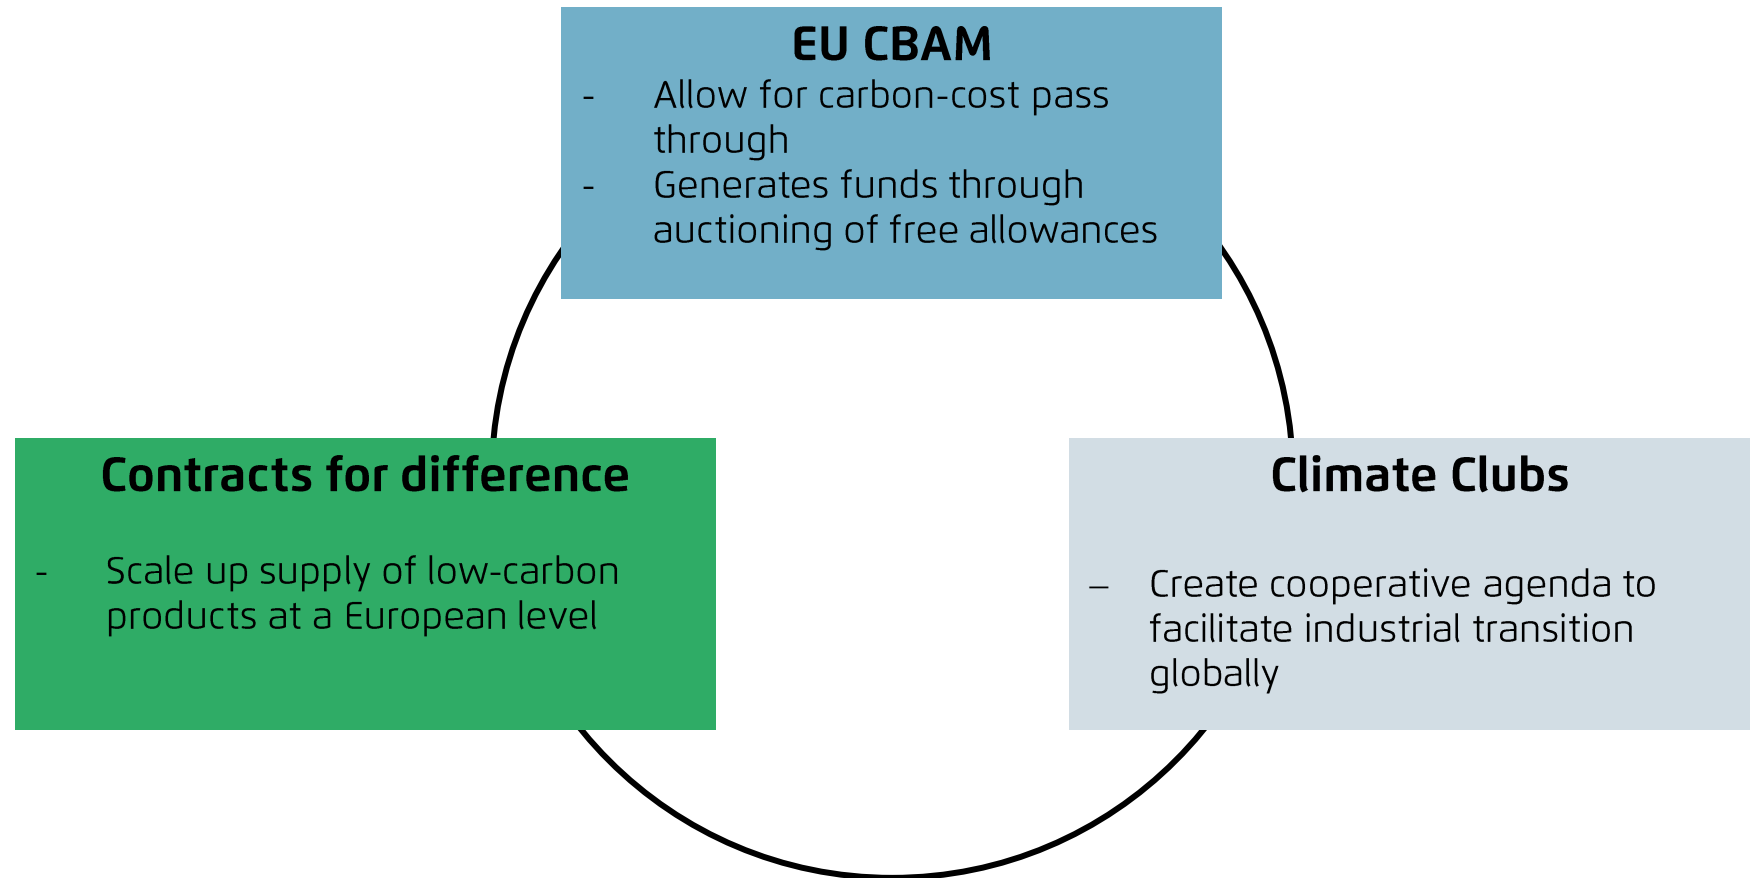 EU CBAM
- Allow for carbon-cost pass
through
- Generates funds through
auctioning of free allowances
Contracts for difference
- Scale up supply of low-carbon
products at a European level
Climate Clubs
– Create cooperative agenda to
facilitate industrial transition
globally